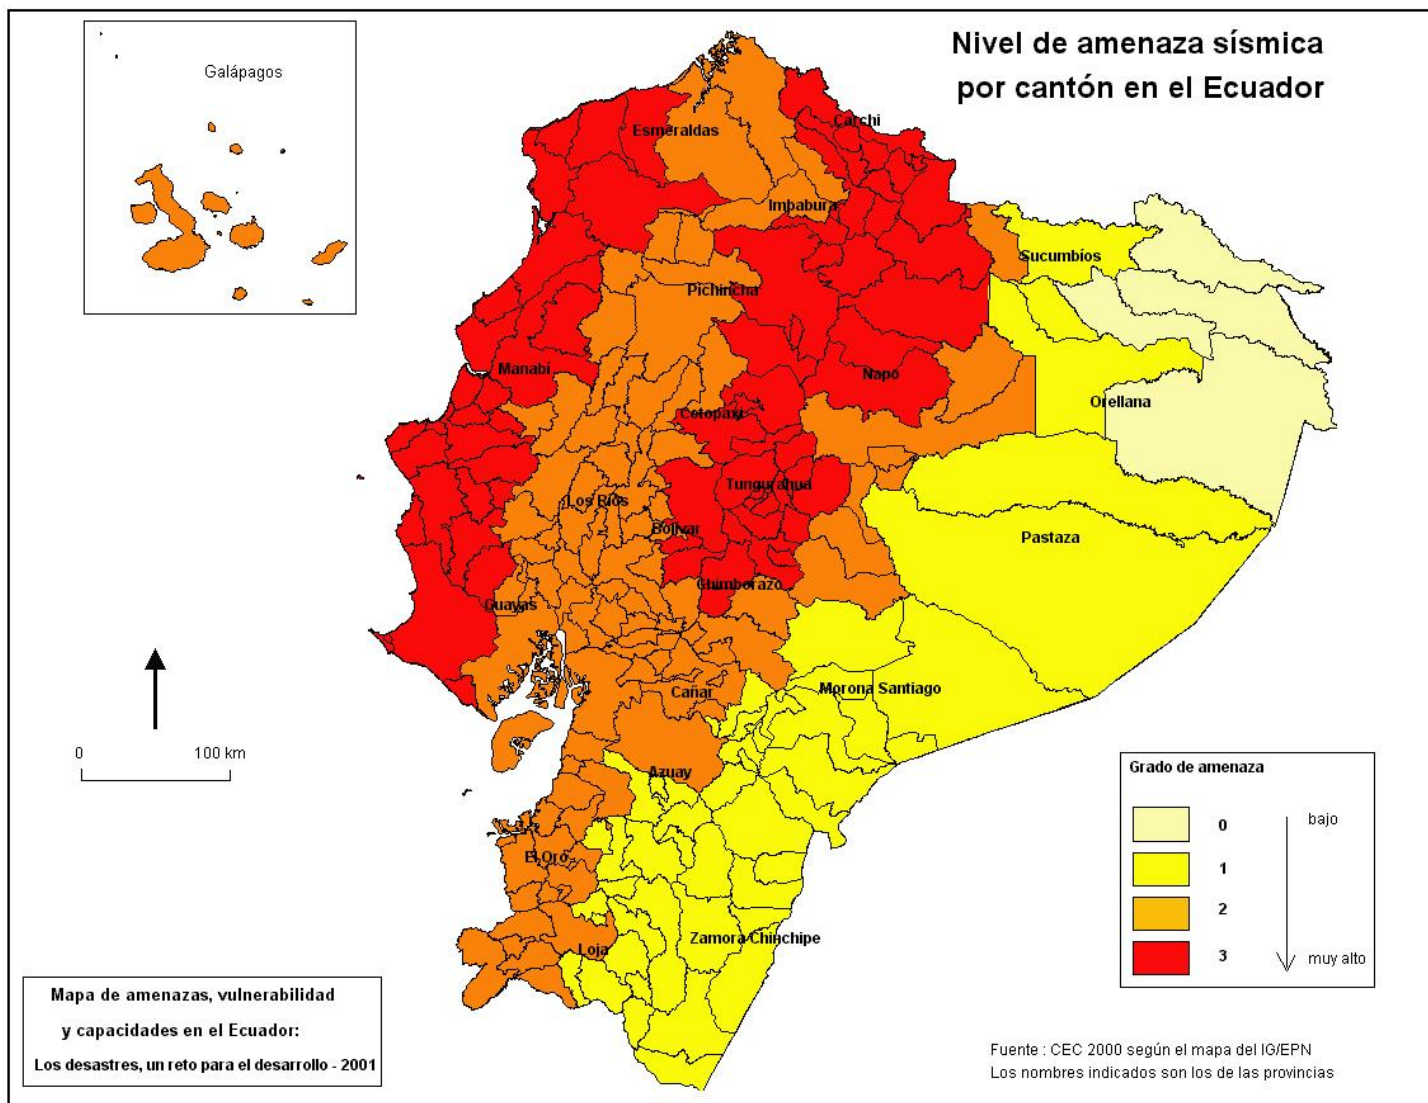 Nivel de amenaza sísmica
por cantón en el Ecuador
Galápagos
Esmeraldas
Carchi
Imbabura
Sucumbíos
Pichincha
Manabí
Napo
Orellana
Cotopaxi
Tungurahua
Los Ríos
Bolívar
Pastaza
Chimborazo
Guayas
Cañar
Morona Santiago
Azuay
El Oro
Zamora Chinchipe
Loja
0 100 km
Grado de amenaza
0 bajo
1
2
3 muy alto
Mapa de amenazas, vulnerabilidad
y capacidades en el Ecuador:
Los desastres, un reto para el desarrollo - 2001
Fuente : CEC 2000 según el mapa del IG/EPN
Los nombres indicados son los de las provincias